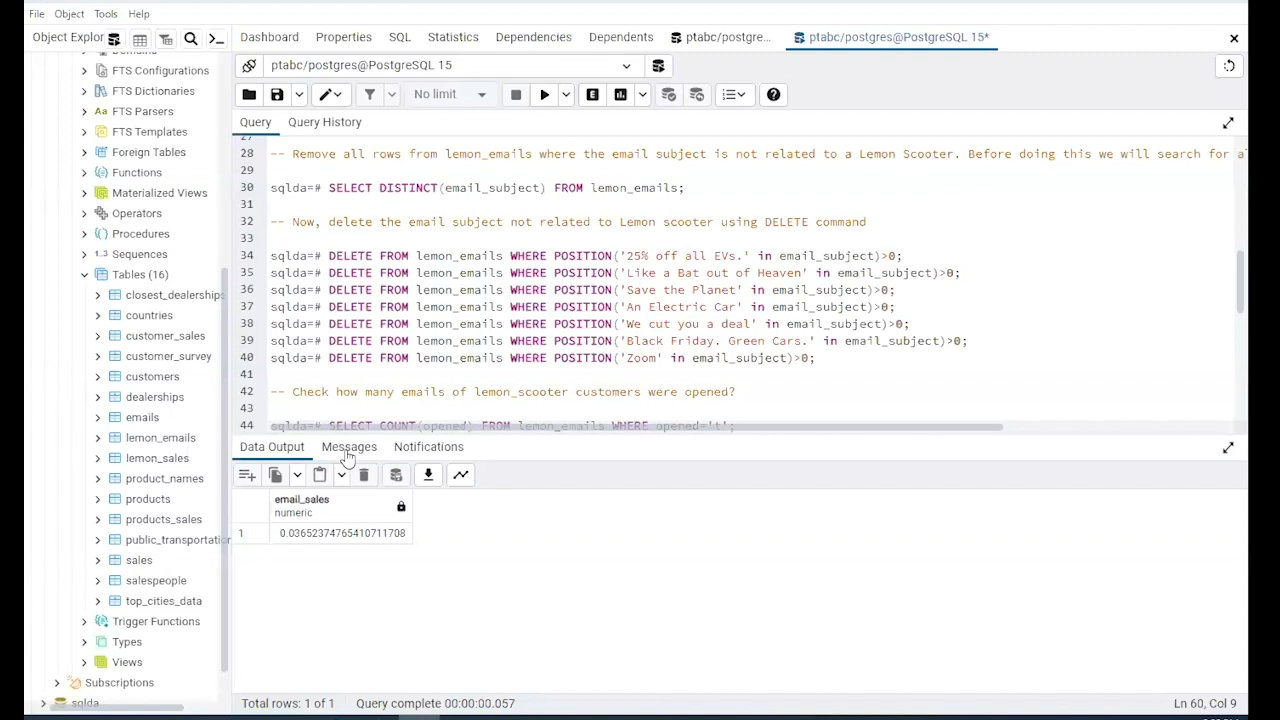 File Object Tools Help
Object Explor
Dashboard Properties SQL Statistics Dependencies Dependents ptabc/postgre... ptabc/postgres@PostgreSQL 15*
FTS Configurations
FTS Dictionaries
FTS Parsers
FTS Templates
Foreign Tables
Functions
Materialized Views
Operators
Procedures
1..3 Sequences
Tables (16)
closest_dealerships
countries
customer_sales
customer_survey
customers
dealerships
emails
lemon_emails
lemon_sales
product_names
products
products_sales
public_transportatio
sales
salespeople
top_cities_data
Trigger Functions
Types
Views
Subscriptions
sqlda
ptabc/postgres@PostgreSQL 15
No limit
Query Query History
27
28 -- Remove all rows from lemon_emails where the email subject is not related to a Lemon Scooter. Before doing this we will search for al
29
30 sqlda=# SELECT DISTINCT(email_subject) FROM lemon_emails;
31
32 -- Now, delete the email subject not related to Lemon scooter using DELETE command
33
34 sqlda=# DELETE FROM lemon_emails WHERE POSITION('25% off all EVs.' in email_subject)>0;
35 sqlda=# DELETE FROM lemon_emails WHERE POSITION('Like a Bat out of Heaven' in email_subject)>0;
36 sqlda=# DELETE FROM lemon_emails WHERE POSITION('Save the Planet' in email_subject)>0;
37 sqlda=# DELETE FROM lemon_emails WHERE POSITION('An Electric Car' in email_subject)>0;
38 sqlda=# DELETE FROM lemon_emails WHERE POSITION('We cut you a deal' in email_subject)>0;
39 sqlda=# DELETE FROM lemon_emails WHERE POSITION('Black Friday. Green Cars.' in email_subject)>0;
40 sqlda=# DELETE FROM lemon_emails WHERE POSITION('Zoom' in email_subject)>0;
41
42 -- Check how many emails of lemon_scooter customers were opened?
43
44 sqlda=# SELECT COUNT(opened) FROM lemon_emails WHERE opened='t';
Data Output Messages Notifications
email_sales
numeric
1 0.03652374765410711708
Total rows: 1 of 1 Query complete 00:00:00.057 Ln 60, Col 9